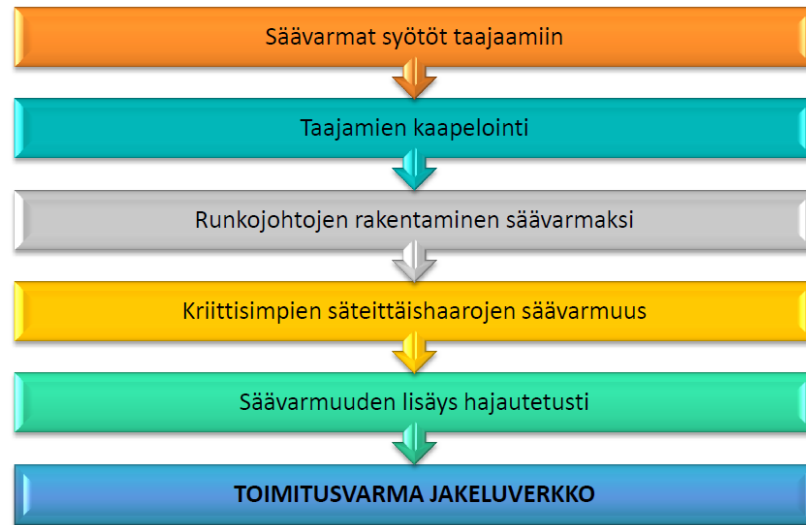 Säävarmat syötöt taajaamiin
Taajamien kaapelointi
Runkojohtojen rakentaminen säävarmaksi
Kriittisimpien säteittäishaarojen säävarmuus
Säävarmuuden lisäys hajautetusti
TOIMITUSVARMA JAKELUVERKKO